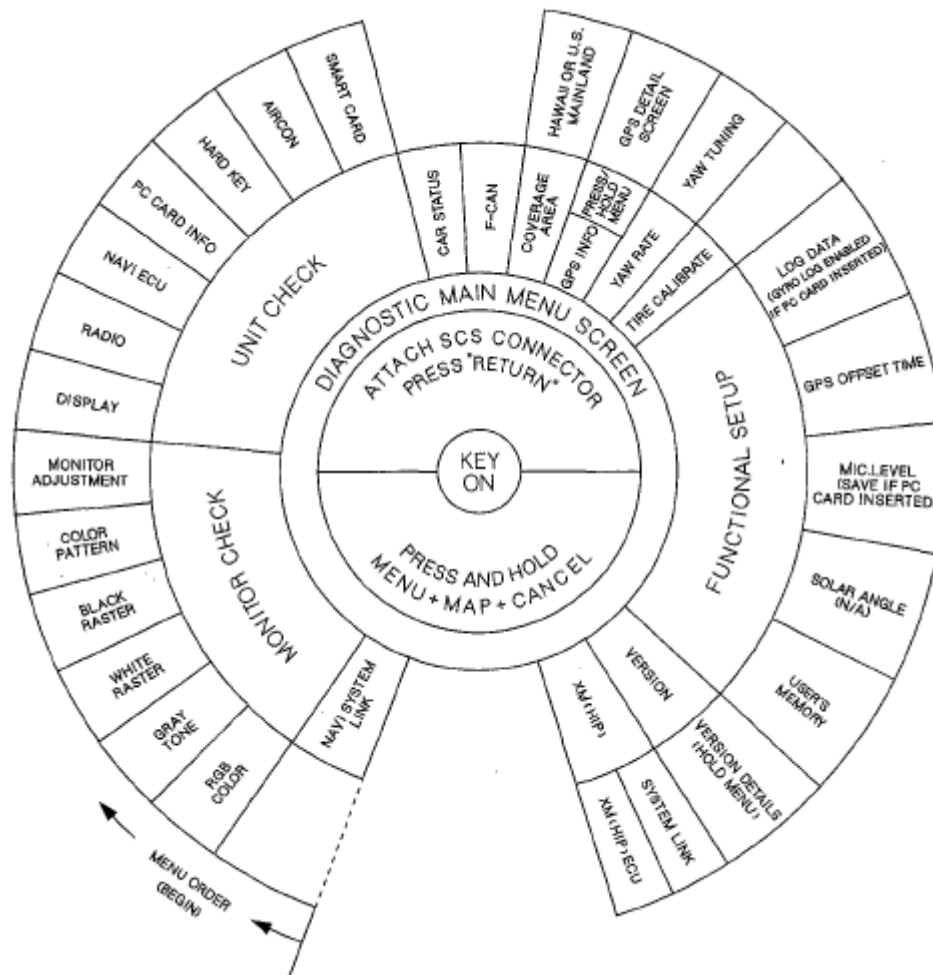 KEY
ON
ATTACH SCS CONNECTOR
PRESS "RETURN"
PRESS AND HOLD
MENU + MAP + CANCEL
DIAGNOSTIC MAIN MENU SCREEN
MENU ORDER
(BEGIN)
NAVI SYSTEM
LINK
MONITOR CHECK
RGB
COLOR
GRAY
TONE
WHITE
RASTER
BLACK
RASTER
COLOR
PATTERN
MONITOR
ADJUSTMENT
UNIT CHECK
DISPLAY
RADIO
NAVI ECU
PC CARD INFO
HARD KEY
AIRCON
SMART CARD
CAR STATUS
F-CAN
COVERAGE
AREA
HAWAII OR U.S.
MAINLAND
GPS INFO
PRESS/
HOLD
MENU
GPS DETAIL
SCREEN
YAW RATE
YAW TUNING
TIRE CALIBRATE
FUNCTIONAL SETUP
LOG DATA
(GYRO LOG ENABLED
IF PC CARD INSERTED)
GPS OFFSET TIME
MIC.LEVEL
(SAVE IF PC
CARD INSERTED)
SOLAR ANGLE
(N/A)
USER'S
MEMORY
VERSION
VERSION DETAILS
(HOLD MENU)
XM(HIP)
SYSTEM LINK
XM(HIP) ECU